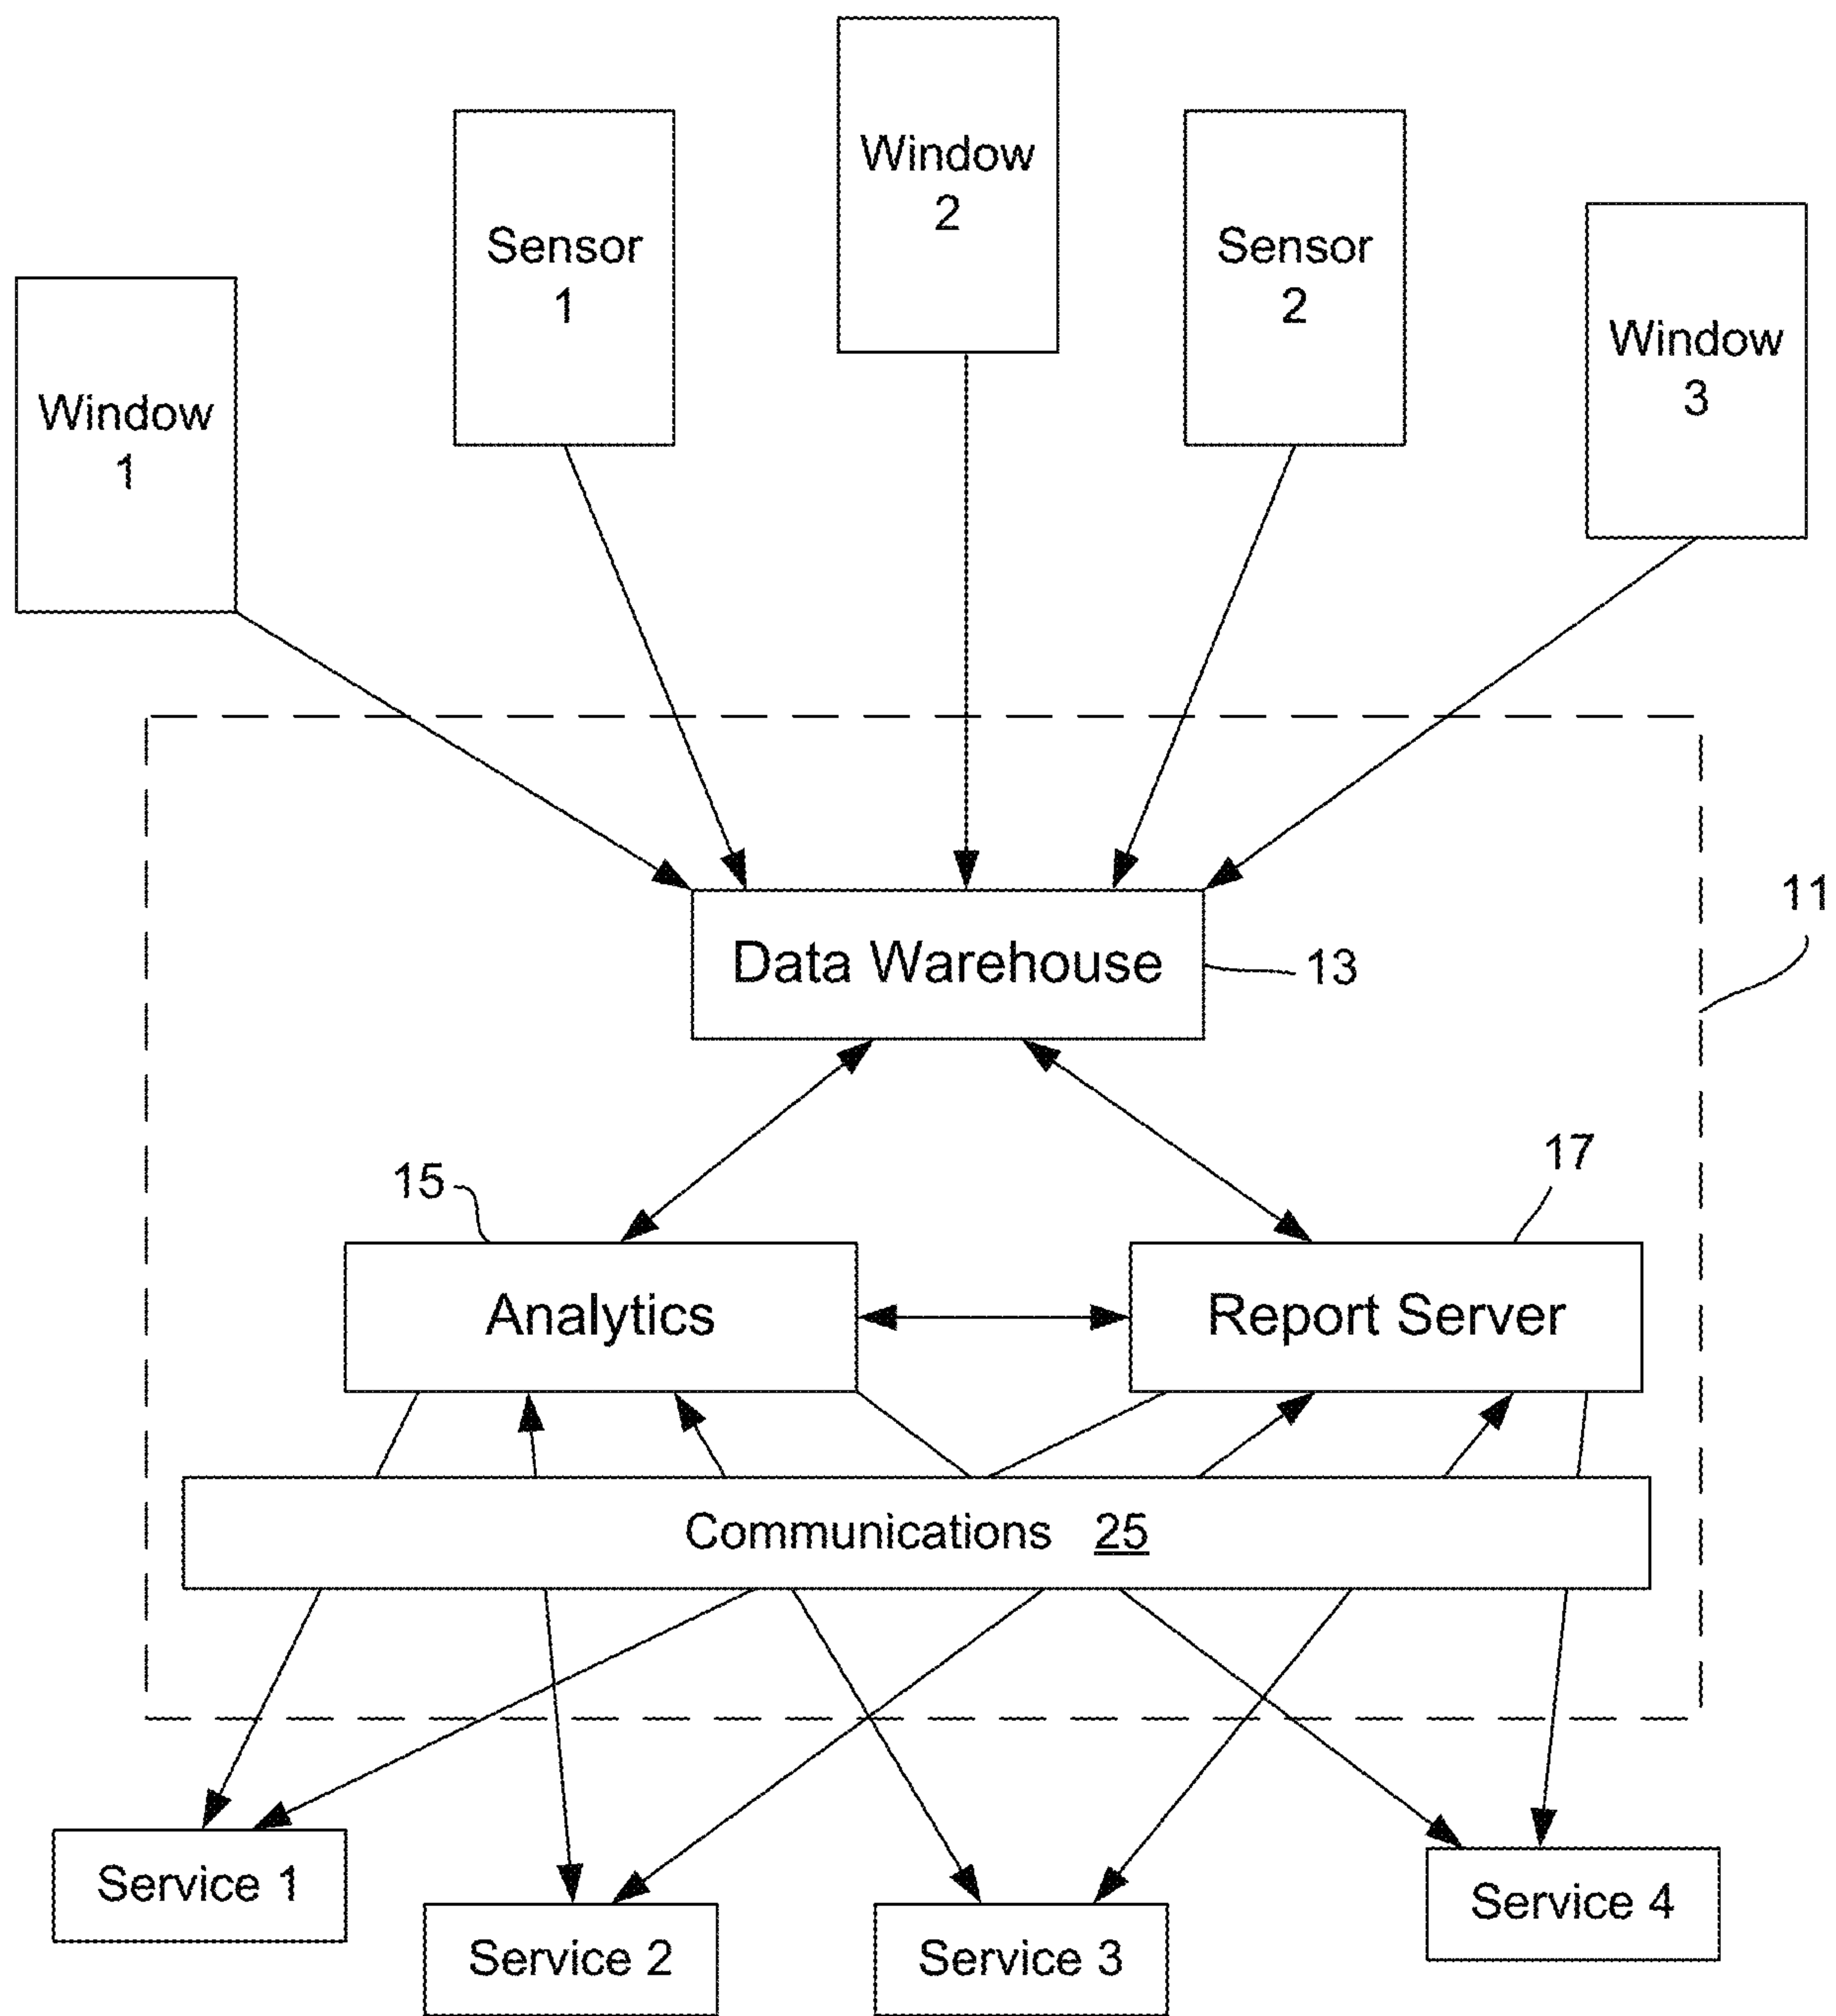 Window
2
Sensor
1
Sensor
2
Window
3
Window
1
11
Data Warehouse
13
15
17
Analytics
Report Server
Communications 25
Service 1
Service 4
Service 2
Service 3